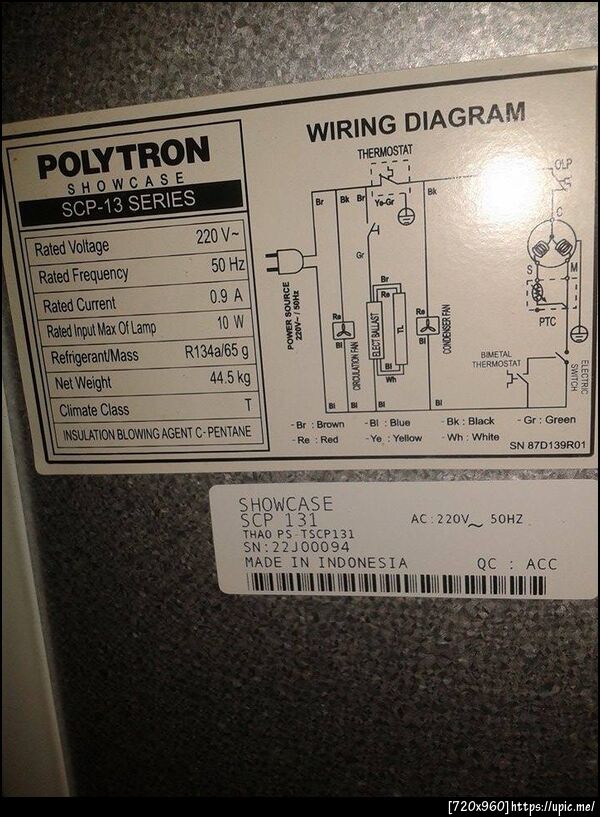 POLYTRON
SHOWCASE
SCP-13 SERIES
Rated Voltage 220 V~
Rated Frequency 50 Hz
Rated Current 0.9 A
Rated Input Max Of Lamp 10 W
Refrigerant/Mass R134a/65 g
Net Weight 44.5 kg
Climate Class T
INSULATION BLOWING AGENT C-PENTANE
WIRING DIAGRAM
THERMOSTAT
OLP
Br
Bk
Ye-Gr
Bk
C
Gr
S
M
POWER SOURCE
220V~ / 50Hz
Br
Re
Re
Re
PTC
ELECT BALLAST
TL
CIRCULATION FAN
CONDENSER FAN
Bl
Bl
Wh
BIMETAL
THERMOSTAT
ELECTRIC
SWITCH
Bl
Bl
Bl
- Br : Brown - Bl : Blue - Bk : Black - Gr : Green
- Re : Red - Ye : Yellow - Wh : White
SN 87D139R01
SHOWCASE
SCP 131 AC:220V~ 50HZ
THAO PS-TSCP131
SN:22J00094
MADE IN INDONESIA QC : ACC
[720x960]https://upic.me/